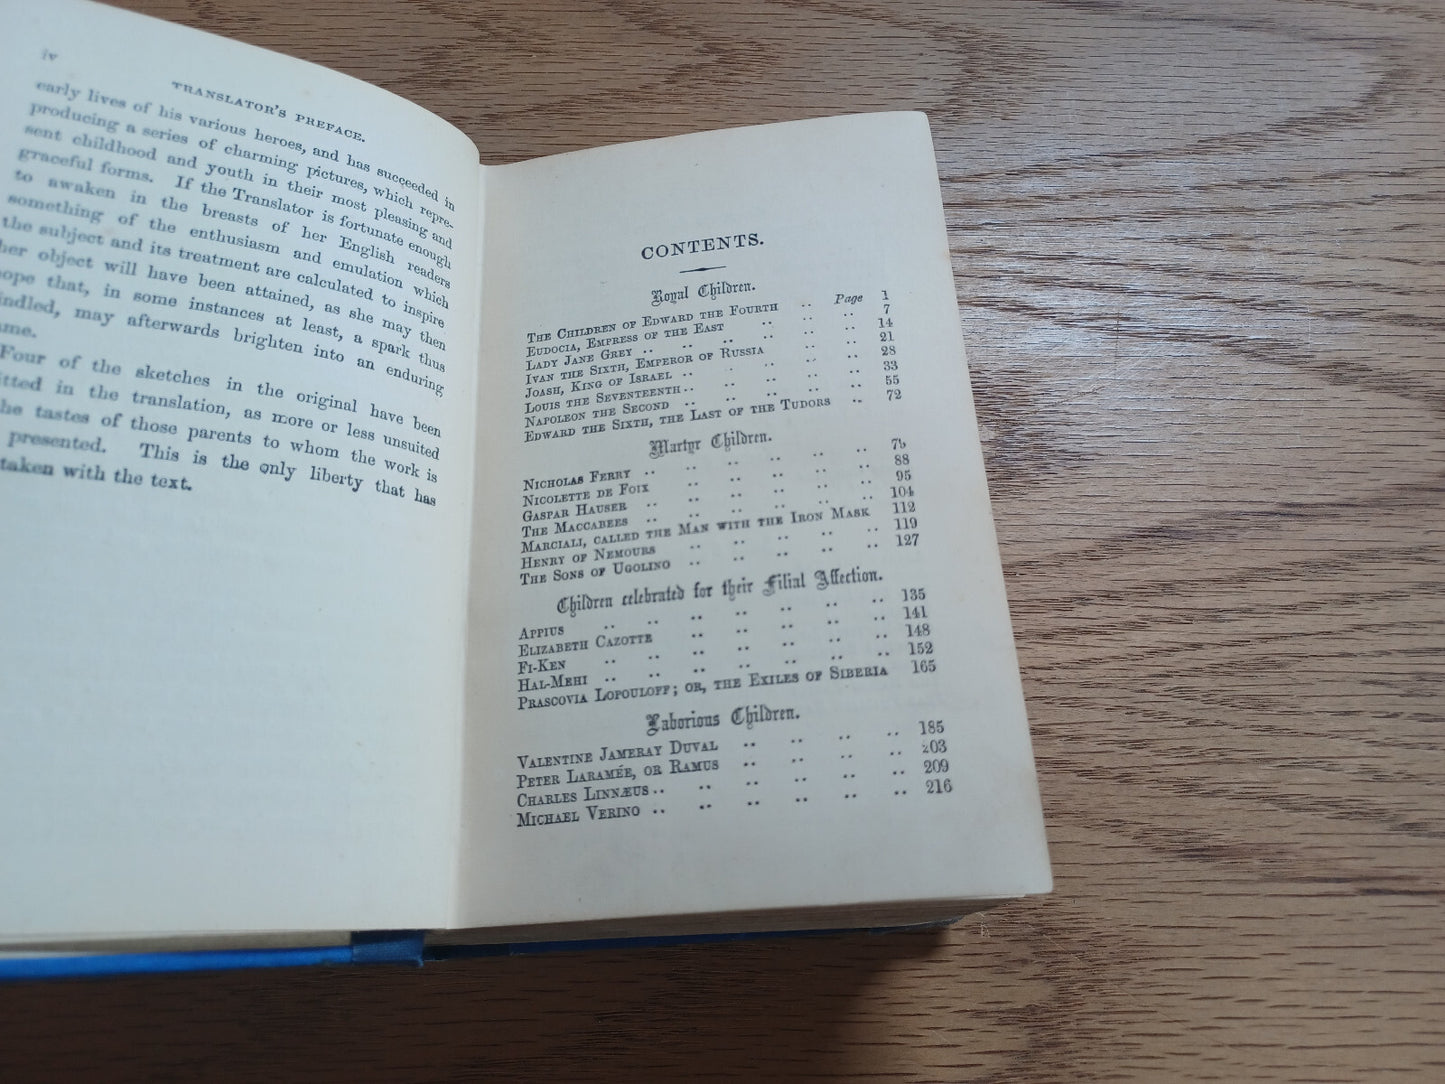 iv
TRANSLATOR'S PREFACE.
early lives of his various heroes, and has succeeded in
producing a series of charming pictures, which repre-
sent childhood and youth in their most pleasing and
graceful forms. If the Translator is fortunate enough
to awaken in the breasts of her English readers
something of the enthusiasm and emulation which
the subject and its treatment are calculated to inspire
her object will have been attained, as she may then
ope that, in some instances at least, a spark thus
indled, may afterwards brighten into an enduring
ame.
Four of the sketches in the original have been
itted in the translation, as more or less unsuited
he tastes of those parents to whom the work is
presented. This is the only liberty that has
taken with the text.
CONTENTS.
Royal Children.
THE CHILDREN OF EDWARD THE FOURTH .. Page 1
EUDOCIA, EMPRESS OF THE EAST .. .. .. 7
LADY JANE GREY .. .. .. .. .. 14
IVAN THE SIXTH, EMPEROR OF RUSSIA .. .. 21
JOASH, KING OF ISRAEL .. .. .. .. .. 28
LOUIS THE SEVENTEENTH .. .. .. .. .. 33
NAPOLEON THE SECOND .. .. .. .. .. 55
EDWARD THE SIXTH, THE LAST OF THE TUDORS .. 72
Martyr Children.
NICHOLAS FERRY .. .. .. .. .. .. 79
NICOLETTE DE FOIX .. .. .. .. .. 88
GASPAR HAUSER .. .. .. .. .. .. 95
THE MACCABEES .. .. .. .. .. .. 104
MARCIALI, CALLED THE MAN WITH THE IRON MASK 112
HENRY OF NEMOURS .. .. .. .. .. 119
THE SONS OF UGOLINO .. .. .. .. .. 127
Children celebrated for their Filial Affection.
APPIUS .. .. .. .. .. .. .. 135
ELIZABETH CAZOTTE .. .. .. .. .. 141
FI-KEN .. .. .. .. .. .. .. 148
HAL-MEHI .. .. .. .. .. .. .. 152
PRASCOVIA LOPOULOFF; OR, THE EXILES OF SIBERIA 165
Laborious Children.
VALENTINE JAMERAY DUVAL .. .. .. .. 185
PETER LARAMÉE, OR RAMUS .. .. .. .. 203
CHARLES LINNÆUS .. .. .. .. .. .. 209
MICHAEL VERINO .. .. .. .. .. .. 216